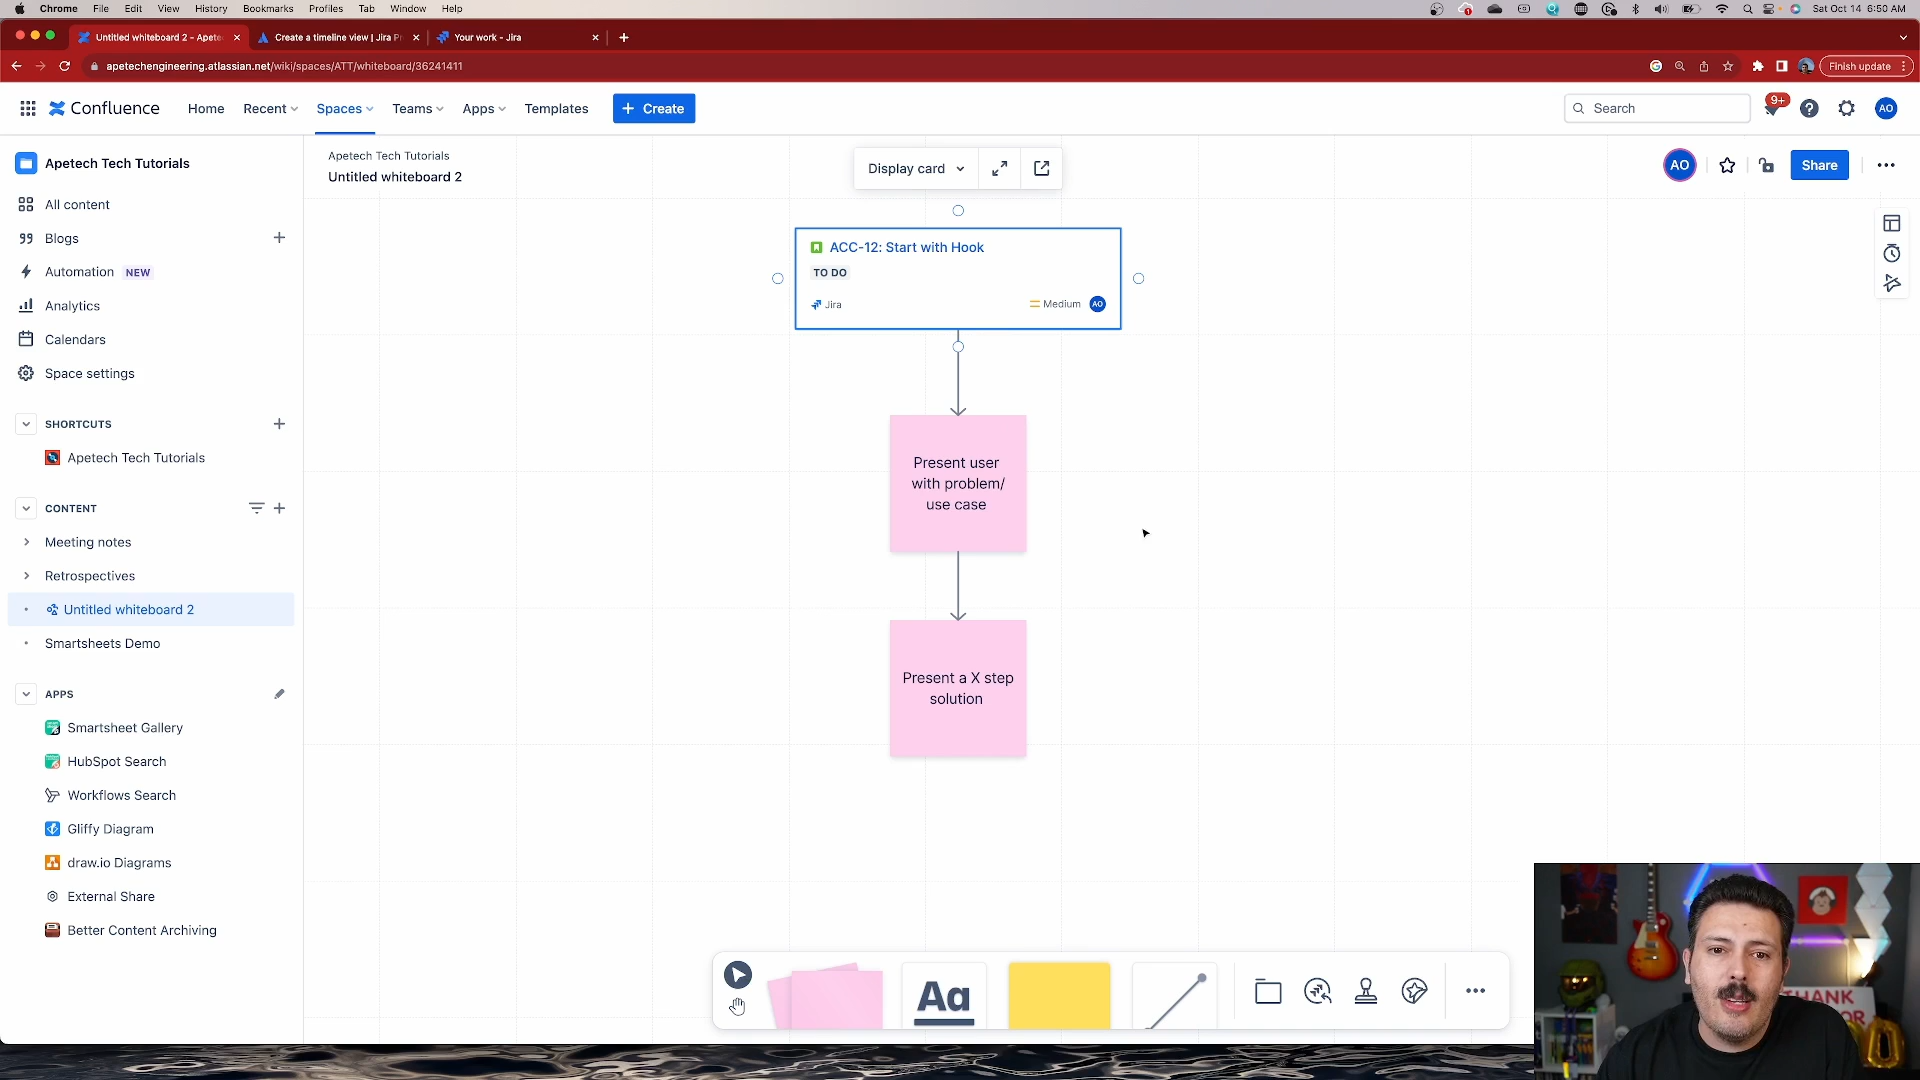 Chrome File Edit View History Bookmarks Profiles Tab Window Help
Sat Oct 14 6:50 AM
Untitled whiteboard 2 - Apete
Create a timeline view | Jira Pr
Your work - Jira
apetechengineering.atlassian.net/wiki/spaces/ATT/whiteboard/36241411
Finish update
Confluence
Home
Recent
Spaces
Teams
Apps
Templates
+ Create
Search
9+
AO
Apetech Tech Tutorials
All content
Blogs
Automation NEW
Analytics
Calendars
Space settings
SHORTCUTS
Apetech Tech Tutorials
CONTENT
Meeting notes
Retrospectives
Untitled whiteboard 2
Smartsheets Demo
APPS
Smartsheet Gallery
HubSpot Search
Workflows Search
Gliffy Diagram
draw.io Diagrams
External Share
Better Content Archiving
Apetech Tech Tutorials
Untitled whiteboard 2
Display card
AO
Share
ACC-12: Start with Hook
TO DO
Jira
Medium
AO
Present user
with problem/
use case
Present a X step
solution
Aa
THANK